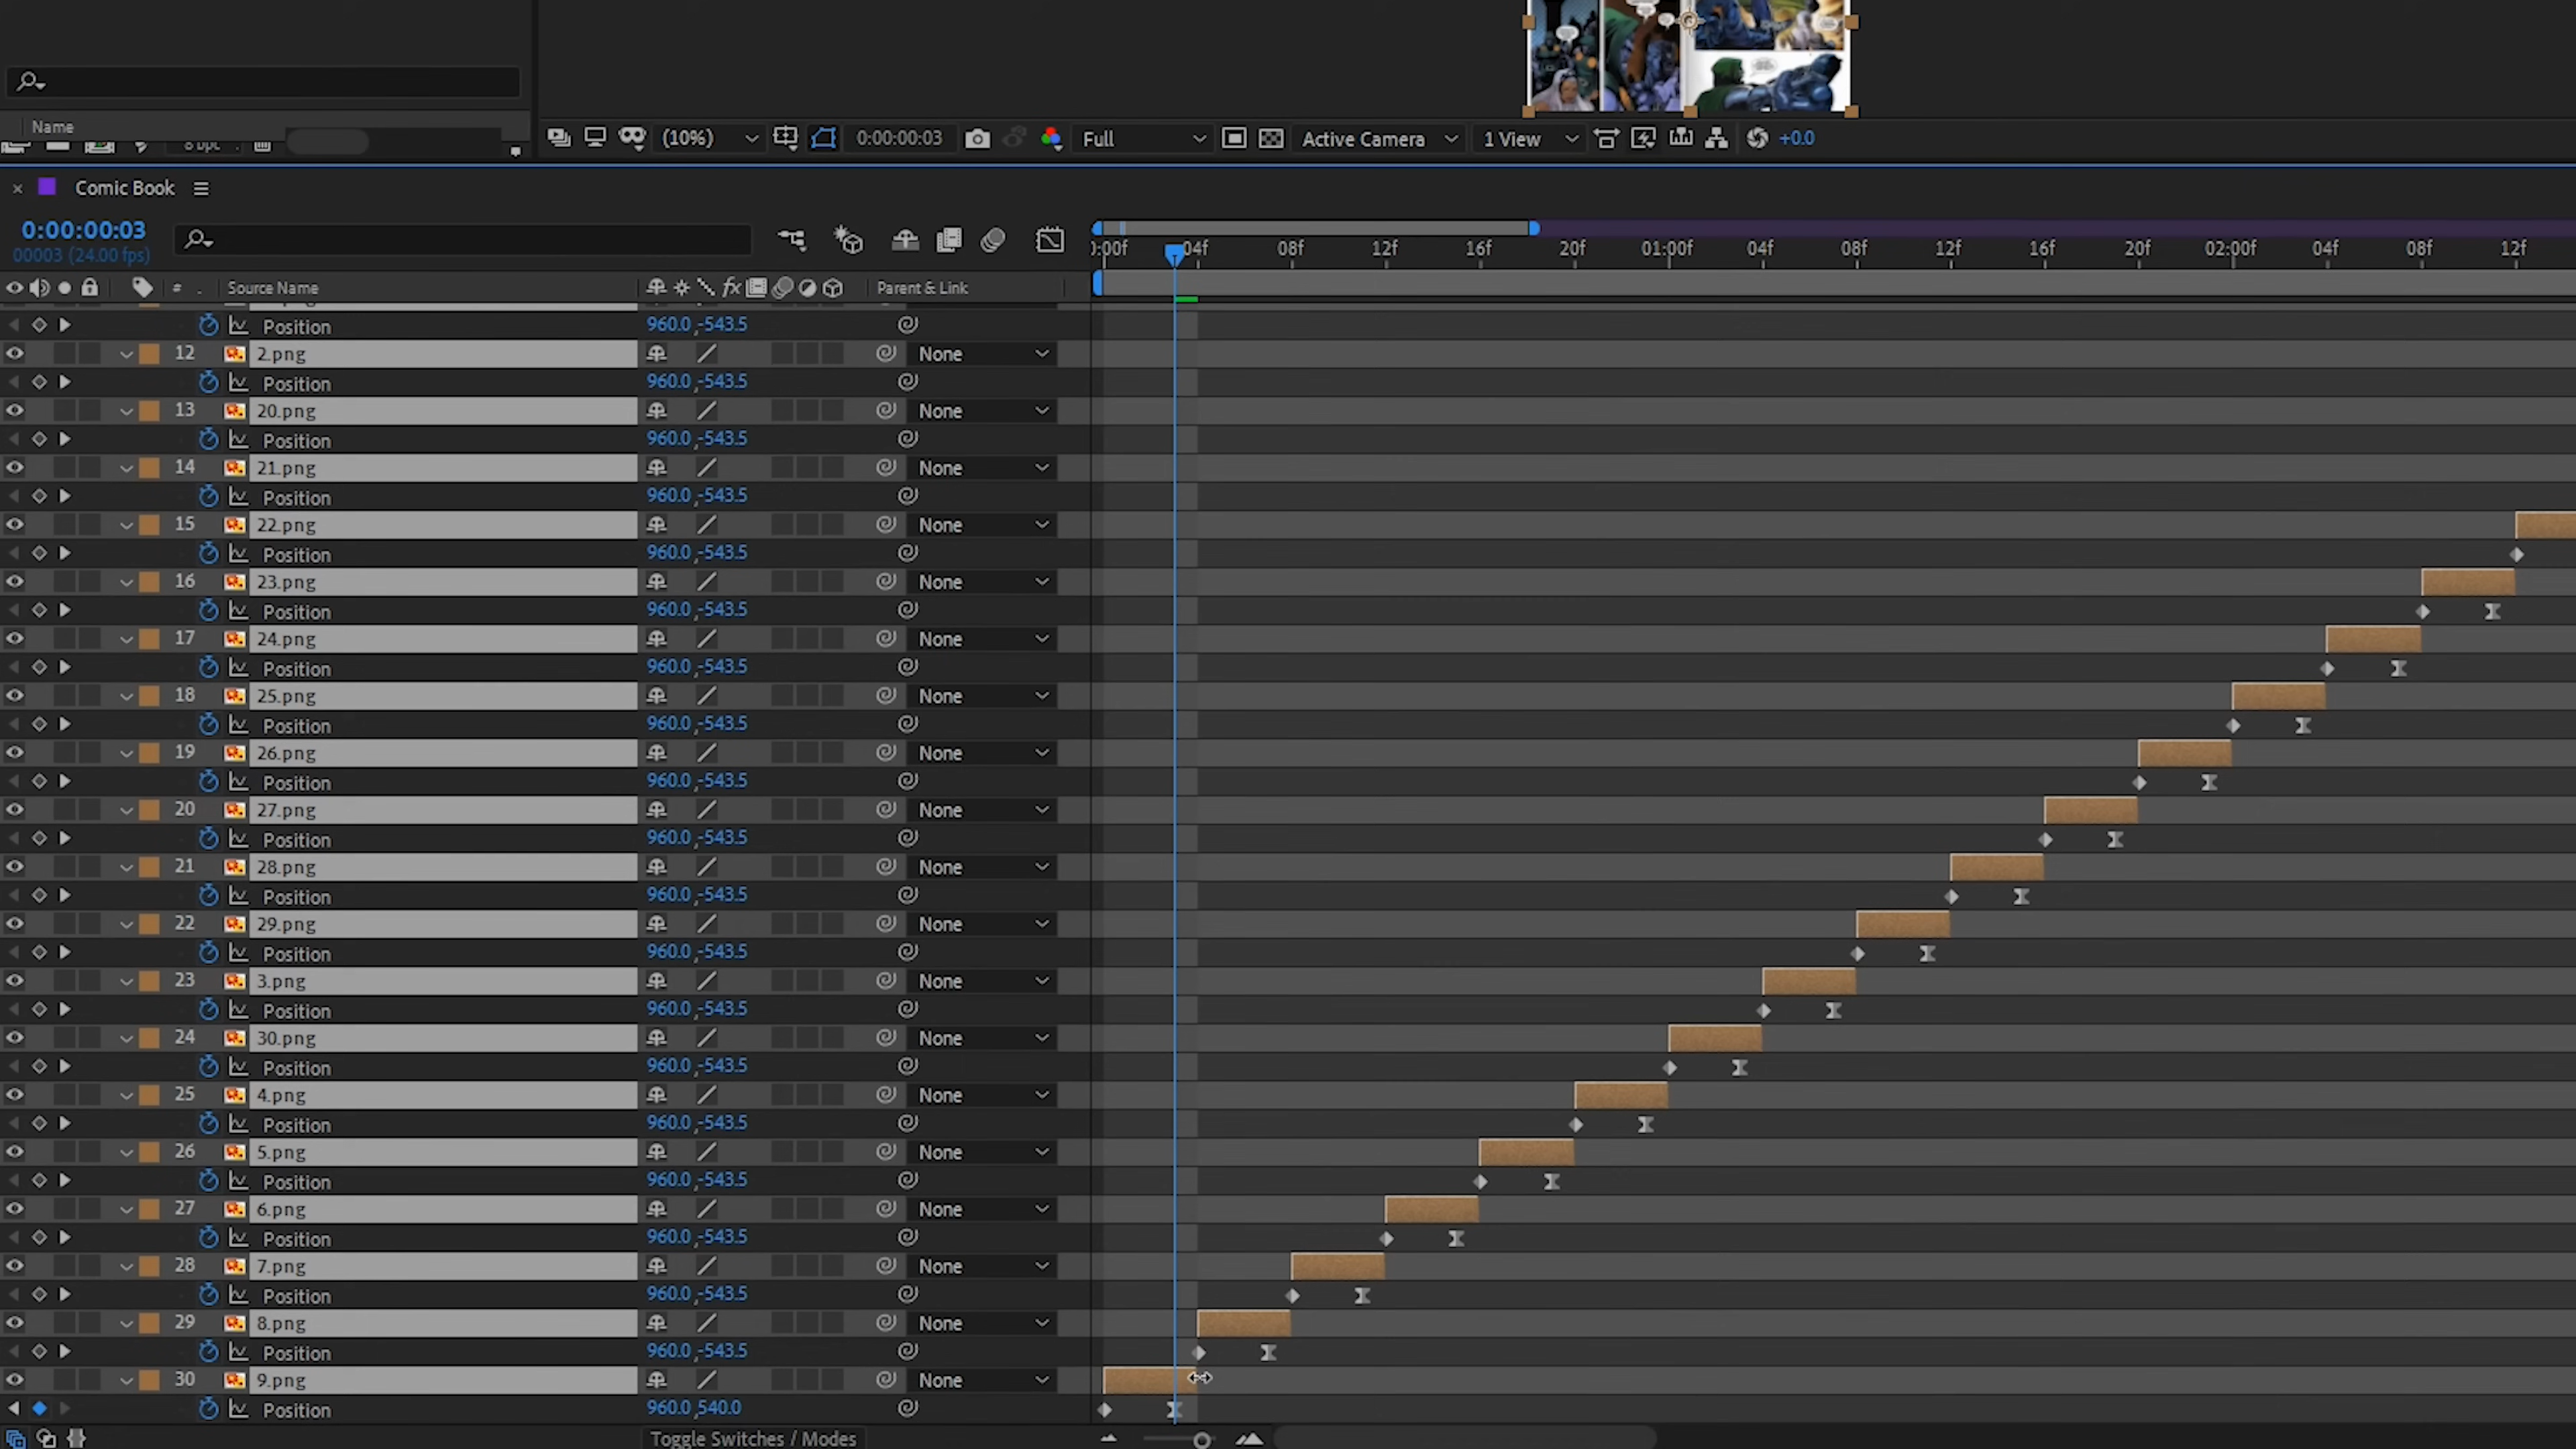 Name
8 bpc
(10%) 0:00:00:03 Full Active Camera 1 View +0.0
Comic Book
0:00:00:03
00003 (24.00 fps)
0:00f 04f 08f 12f 16f 20f 01:00f 04f 08f 12f 16f 20f 02:00f 04f 08f 12f
# . Source Name fx Parent & Link
Position 960.0,-543.5
12 2.png None
Position 960.0,-543.5
13 20.png None
Position 960.0,-543.5
14 21.png None
Position 960.0,-543.5
15 22.png None
Position 960.0,-543.5
16 23.png None
Position 960.0,-543.5
17 24.png None
Position 960.0,-543.5
18 25.png None
Position 960.0,-543.5
19 26.png None
Position 960.0,-543.5
20 27.png None
Position 960.0,-543.5
21 28.png None
Position 960.0,-543.5
22 29.png None
Position 960.0,-543.5
23 3.png None
Position 960.0,-543.5
24 30.png None
Position 960.0,-543.5
25 4.png None
Position 960.0,-543.5
26 5.png None
Position 960.0,-543.5
27 6.png None
Position 960.0,-543.5
28 7.png None
Position 960.0,-543.5
29 8.png None
Position 960.0,-543.5
30 9.png None
Position 960.0,540.0
Toggle Switches / Modes